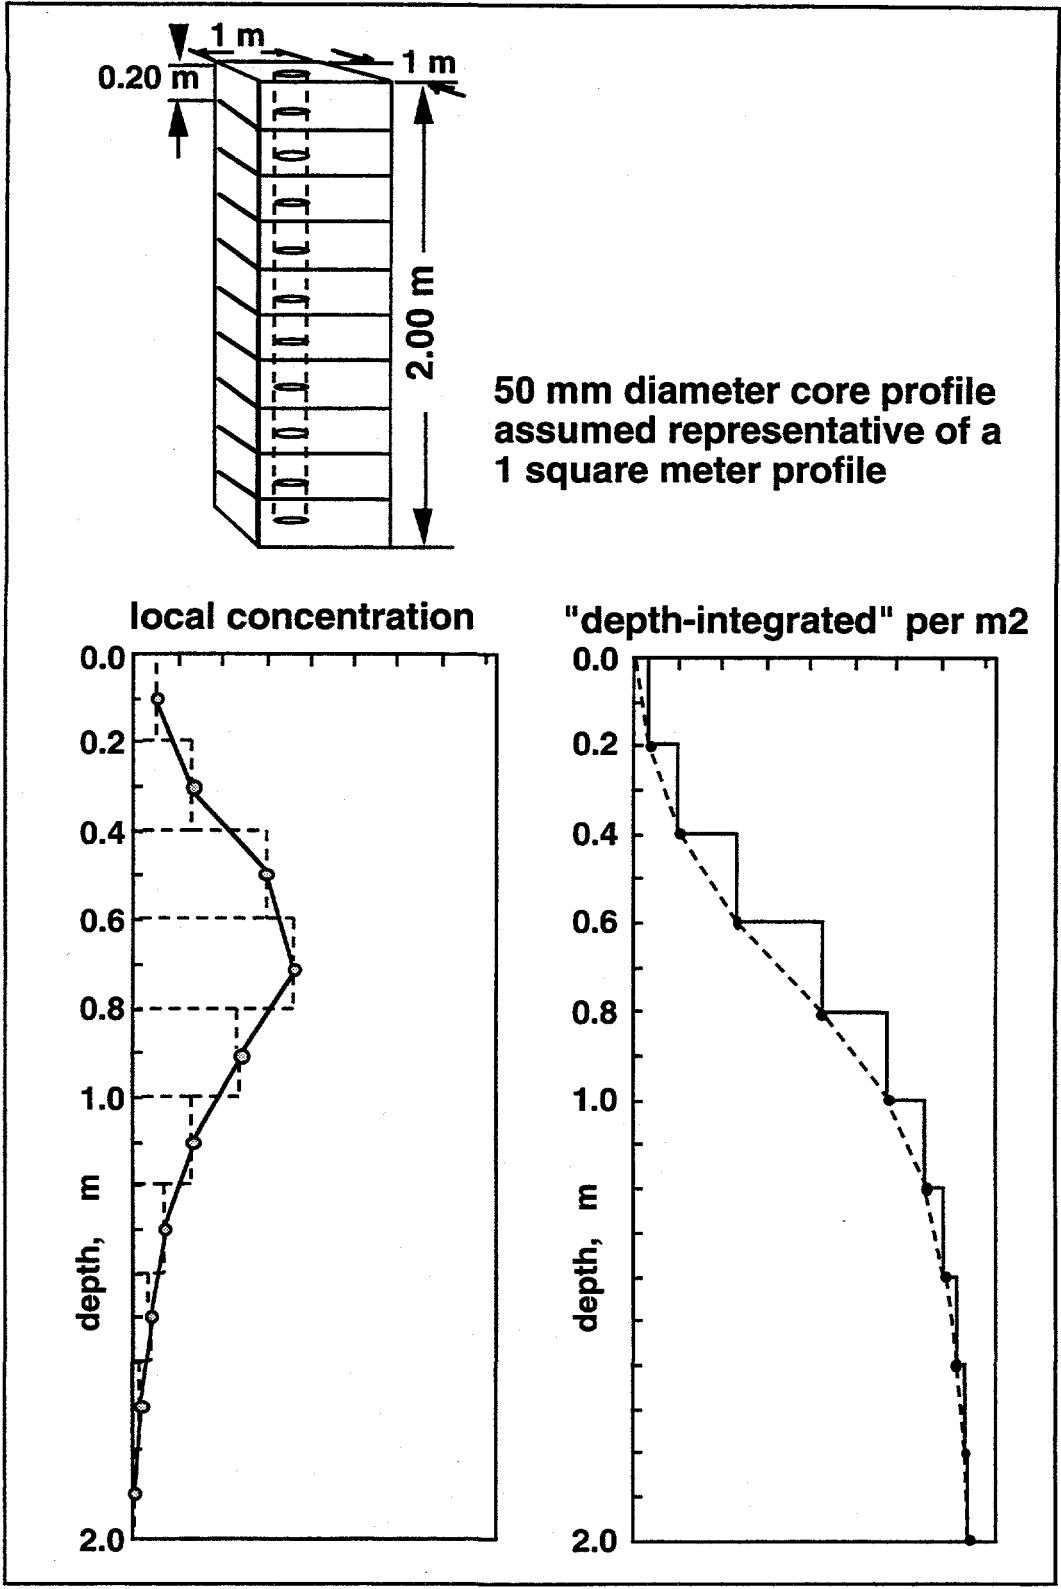 1 m
1 m
0.20 m
2.00 m
50 mm diameter core profile
assumed representative of a
1 square meter profile
local concentration
0.0
0.2
0.4
0.6
0.8
1.0
2.0
depth, m
"depth-integrated" per m2
0.0
0.2
0.4
0.6
0.8
1.0
2.0
depth, m